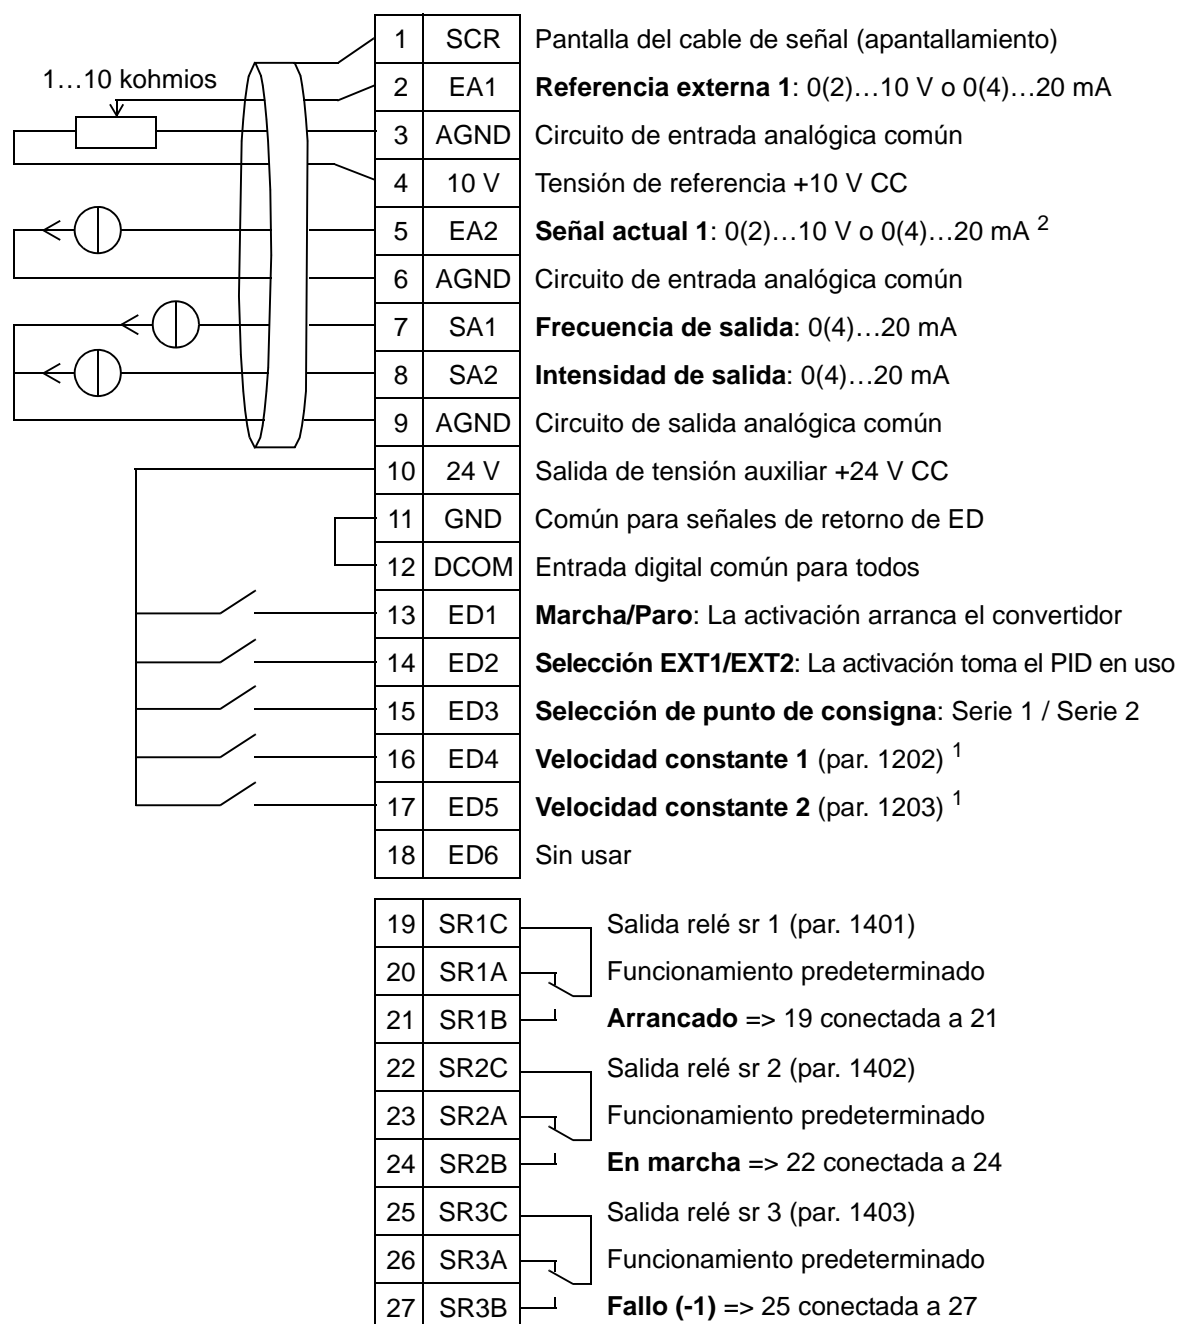 1 SCR Pantalla del cable de señal (apantallamiento)
1…10 kohmios
2 EA1 Referencia externa 1: 0(2)…10 V o 0(4)…20 mA
3 AGND Circuito de entrada analógica común
4 10 V Tensión de referencia +10 V CC
5 EA2 Señal actual 1: 0(2)…10 V o 0(4)…20 mA 2
6 AGND Circuito de entrada analógica común
7 SA1 Frecuencia de salida: 0(4)…20 mA
8 SA2 Intensidad de salida: 0(4)…20 mA
9 AGND Circuito de salida analógica común
10 24 V Salida de tensión auxiliar +24 V CC
11 GND Común para señales de retorno de ED
12 DCOM Entrada digital común para todos
13 ED1 Marcha/Paro: La activación arranca el convertidor
14 ED2 Selección EXT1/EXT2: La activación toma el PID en uso
15 ED3 Selección de punto de consigna: Serie 1 / Serie 2
16 ED4 Velocidad constante 1 (par. 1202) 1
17 ED5 Velocidad constante 2 (par. 1203) 1
18 ED6 Sin usar
19 SR1C Salida relé sr 1 (par. 1401)
20 SR1A Funcionamiento predeterminado
21 SR1B Arrancado => 19 conectada a 21
22 SR2C Salida relé sr 2 (par. 1402)
23 SR2A Funcionamiento predeterminado
24 SR2B En marcha => 22 conectada a 24
25 SR3C Salida relé sr 3 (par. 1403)
26 SR3A Funcionamiento predeterminado
27 SR3B Fallo (-1) => 25 conectada a 27